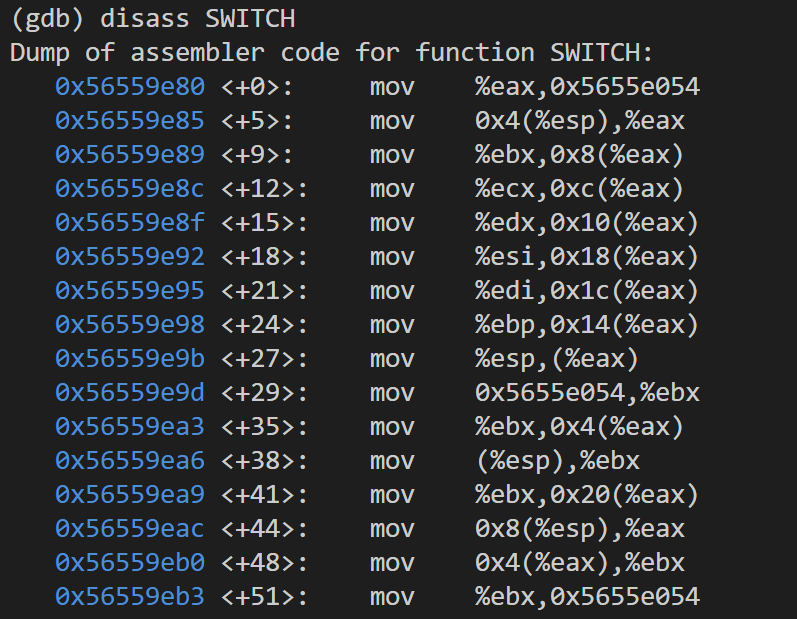 (gdb) disass SWITCH
Dump of assembler code for function SWITCH:
   0x56559e80 <+0>:     mov    %eax,0x5655e054
   0x56559e85 <+5>:     mov    0x4(%esp),%eax
   0x56559e89 <+9>:     mov    %ebx,0x8(%eax)
   0x56559e8c <+12>:    mov    %ecx,0xc(%eax)
   0x56559e8f <+15>:    mov    %edx,0x10(%eax)
   0x56559e92 <+18>:    mov    %esi,0x18(%eax)
   0x56559e95 <+21>:    mov    %edi,0x1c(%eax)
   0x56559e98 <+24>:    mov    %ebp,0x14(%eax)
   0x56559e9b <+27>:    mov    %esp,(%eax)
   0x56559e9d <+29>:    mov    0x5655e054,%ebx
   0x56559ea3 <+35>:    mov    %ebx,0x4(%eax)
   0x56559ea6 <+38>:    mov    (%esp),%ebx
   0x56559ea9 <+41>:    mov    %ebx,0x20(%eax)
   0x56559eac <+44>:    mov    0x8(%esp),%eax
   0x56559eb0 <+48>:    mov    0x4(%eax),%ebx
   0x56559eb3 <+51>:    mov    %ebx,0x5655e054